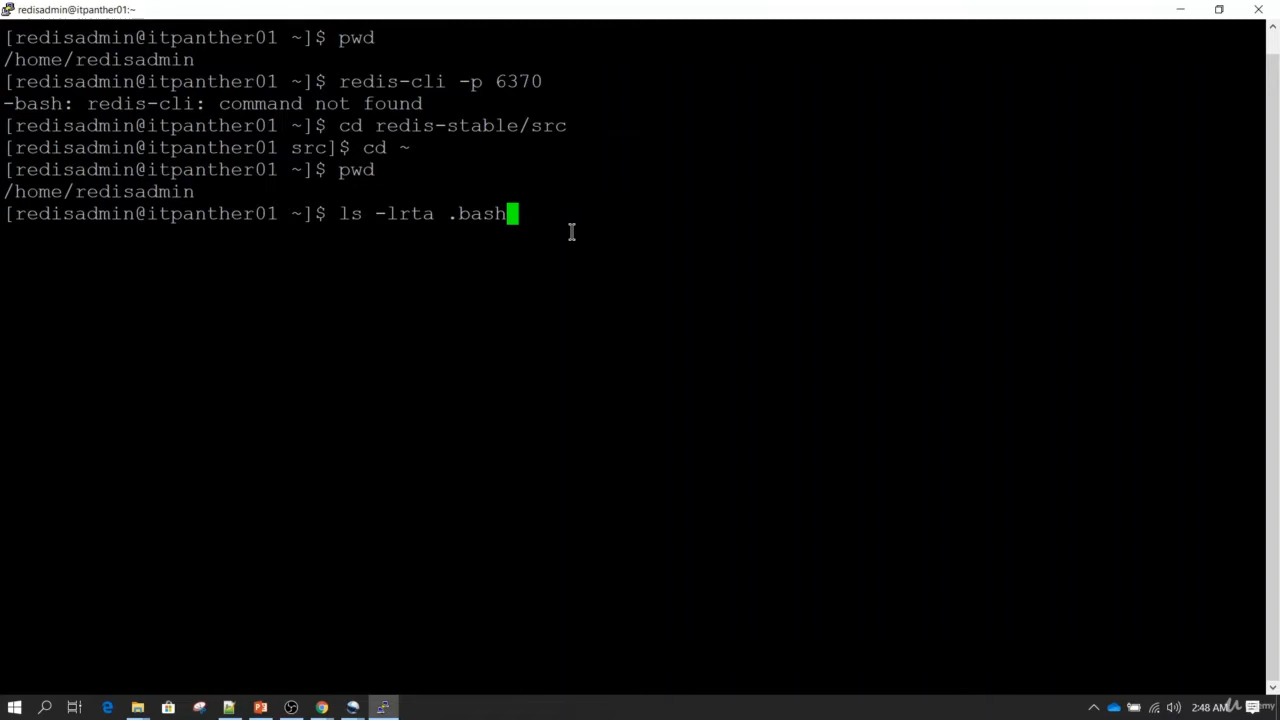 redisadmin@itpanther01:~
[redisadmin@itpanther01 ~]$ pwd
/home/redisadmin
[redisadmin@itpanther01 ~]$ redis-cli -p 6370
-bash: redis-cli: command not found
[redisadmin@itpanther01 ~]$ cd redis-stable/src
[redisadmin@itpanther01 src]$ cd ~
[redisadmin@itpanther01 ~]$ pwd
/home/redisadmin
[redisadmin@itpanther01 ~]$ ls -lrta .bash
2:48 AM